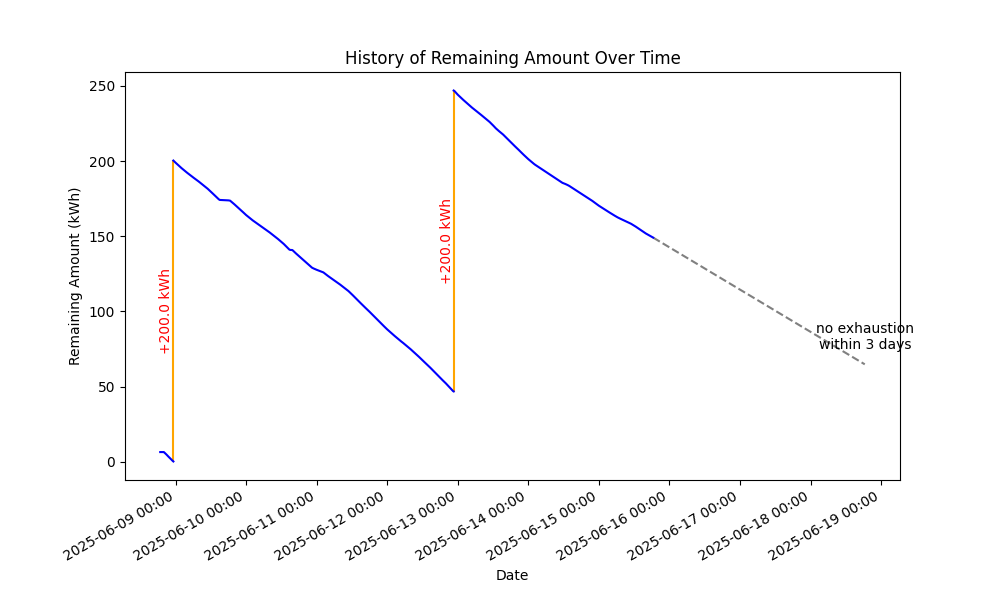 History of Remaining Amount Over Time
Remaining Amount (kWh)
250
200
150
100
50
0
+200.0 kWh
+200.0 kWh
no exhaustion
within 3 days
2025-06-09 00:00
2025-06-10 00:00
2025-06-11 00:00
2025-06-12 00:00
2025-06-13 00:00
2025-06-14 00:00
2025-06-15 00:00
2025-06-16 00:00
2025-06-17 00:00
2025-06-18 00:00
2025-06-19 00:00
Date